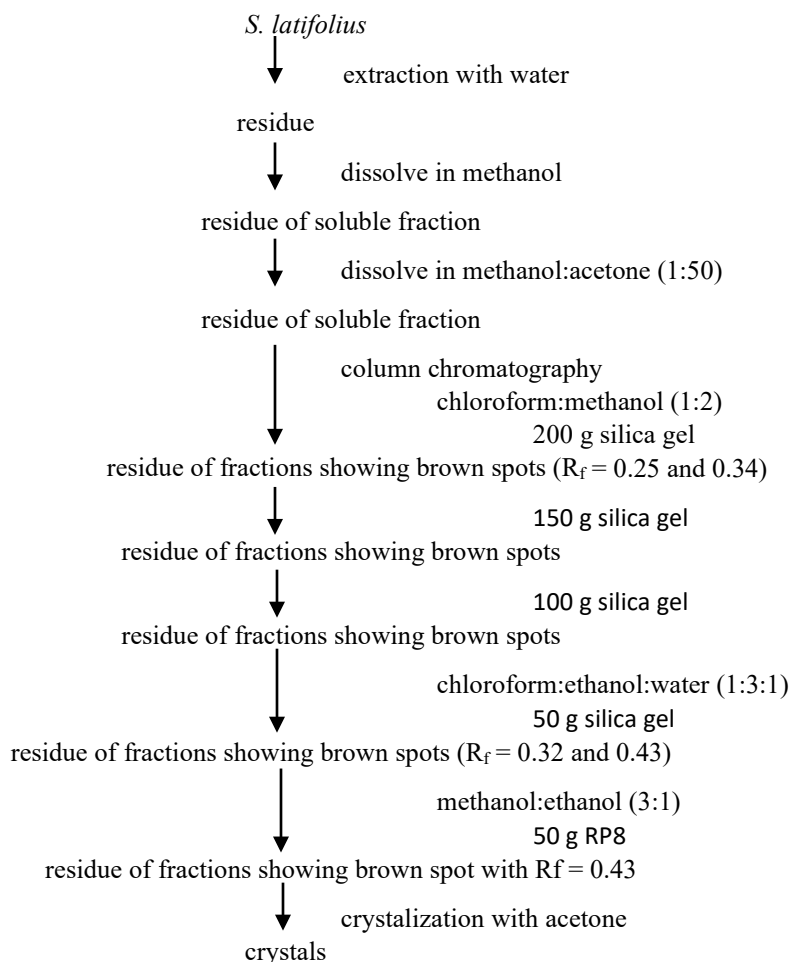 S. latifolius
extraction with water
residue
dissolve in methanol
residue of soluble fraction
dissolve in methanol:acetone (1:50)
residue of soluble fraction
column chromatography
chloroform:methanol (1:2)
200 g silica gel
residue of fractions showing brown spots (Rf = 0.25 and 0.34)
150 g silica gel
residue of fractions showing brown spots
100 g silica gel
residue of fractions showing brown spots
chloroform:ethanol:water (1:3:1)
50 g silica gel
residue of fractions showing brown spots (Rf = 0.32 and 0.43)
methanol:ethanol (3:1)
50 g RP8
residue of fractions showing brown spot with Rf = 0.43
crystalization with acetone
crystals